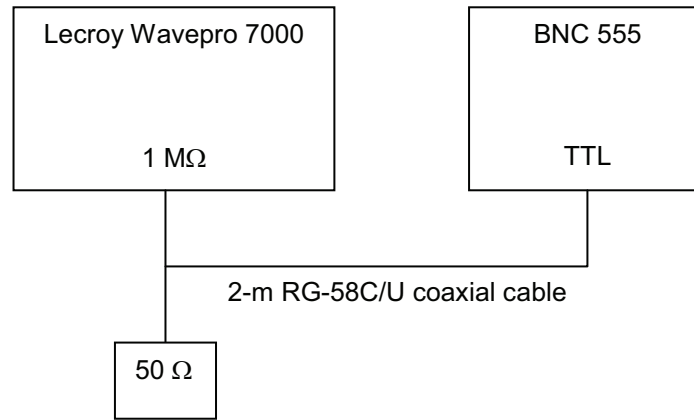 Lecroy Wavepro 7000
BNC 555
1 MΩ
TTL
2-m RG-58C/U coaxial cable
50 Ω